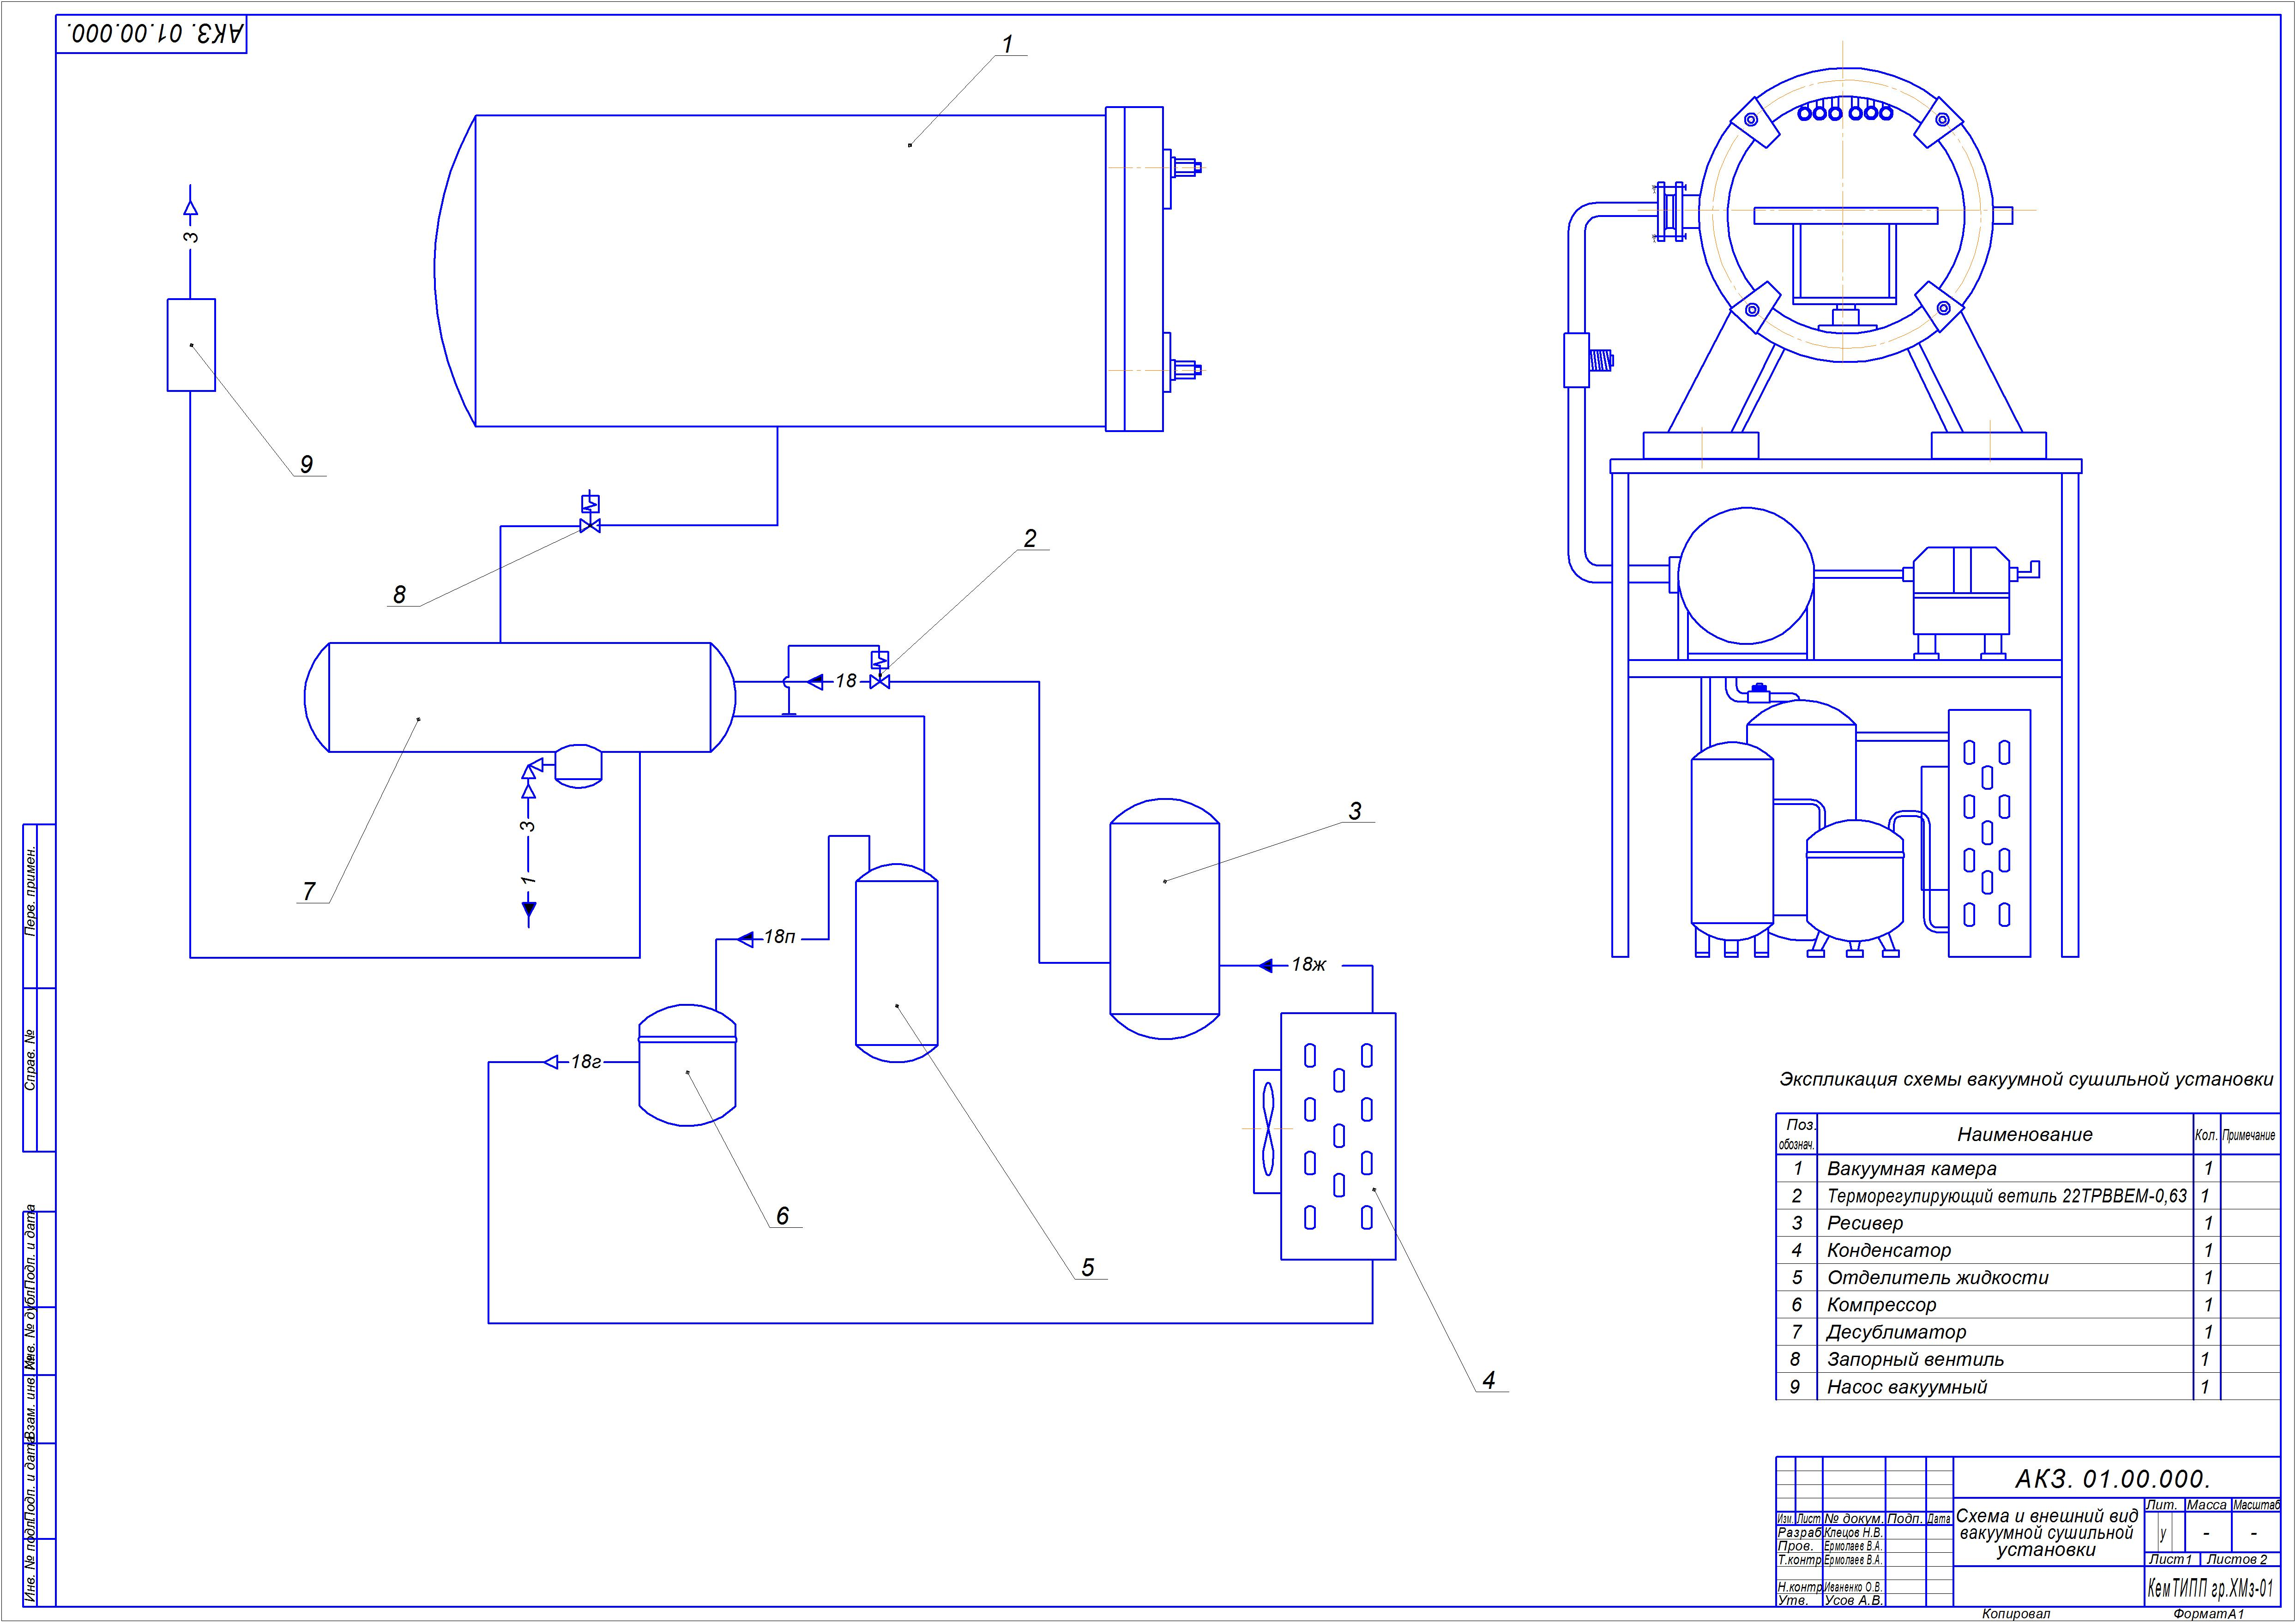 АКЗ. 01.00.000.
1
3
9
2
8
18
3
3
1
7
18п
18ж
18г
6
5
4
Перв. примен.
Справ. №
Подп. и дата
Инв. № дубл.
Взам. инв. №
Подп. и дата
Инв. № подл.
Экспликация схемы вакуумной сушильной установки
Поз. обознач. Наименование Кол. Примечание
1 Вакуумная камера 1
2 Терморегулирующий ветиль 22ТРВВЕМ-0,63 1
3 Ресивер 1
4 Конденсатор 1
5 Отделитель жидкости 1
6 Компрессор 1
7 Десублиматор 1
8 Запорный вентиль 1
9 Насос вакуумный 1
АКЗ. 01.00.000.
Изм. Лист № докум. Подп. Дата
Разраб Клецов Н.В.
Пров. Ермолаев В.А.
Т.контр Ермолаев В.А.
Н.контр Иваненко О.В.
Утв. Усов А.В.
Схема и внешний вид
вакуумной сушильной
установки
Лит. Масса Масштаб
у - -
Лист 1 Листов 2
КемТИПП гр.ХМз-01
Копировал Формат А1